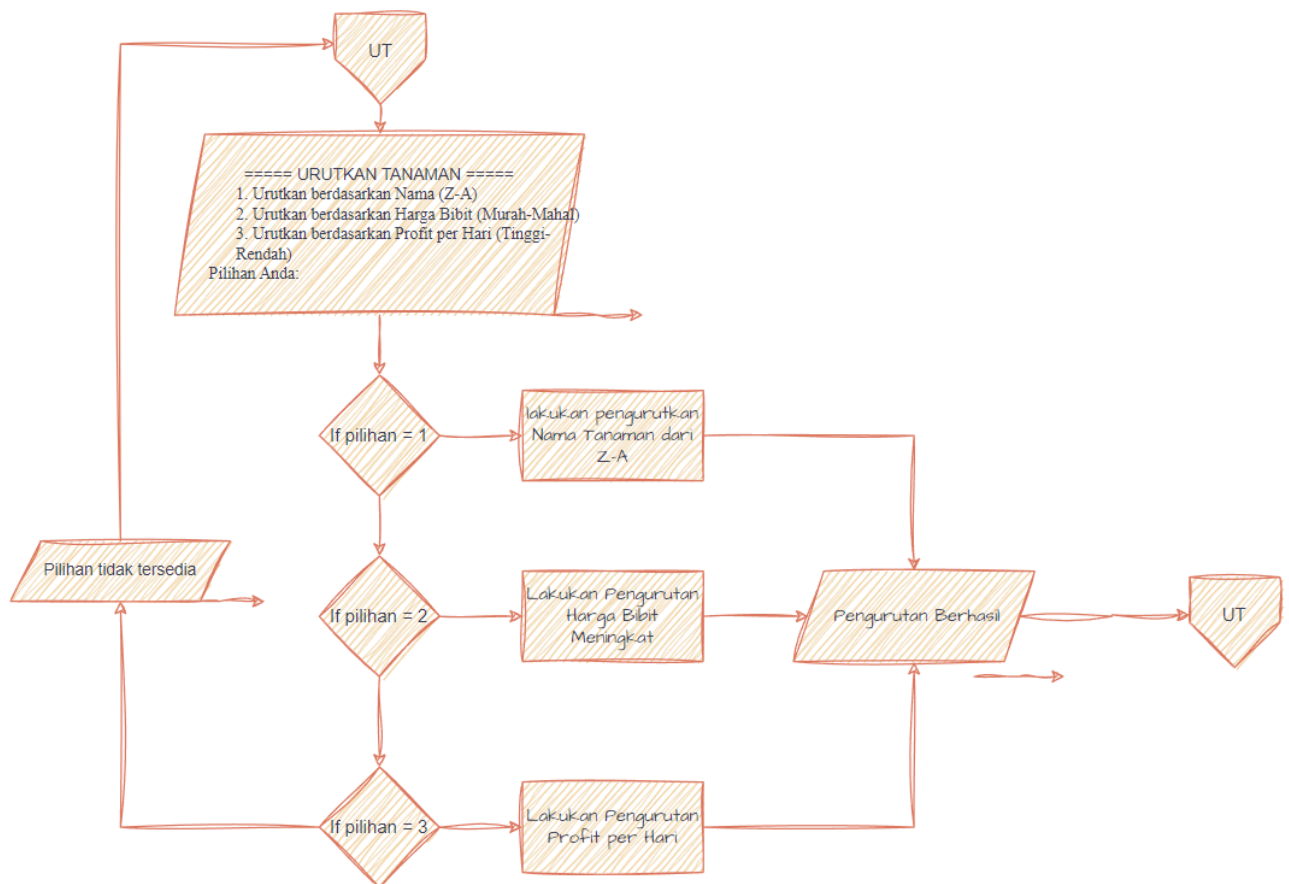 UT
===== URUTKAN TANAMAN =====
1. Urutkan berdasarkan Nama (Z-A)
2. Urutkan berdasarkan Harga Bibit (Murah-Mahal)
3. Urutkan berdasarkan Profit per Hari (Tinggi-
Rendah)
Pilihan Anda:
If pilihan = 1
lakukan pengurutkan
Nama Tanaman dari
Z-A
Pilihan tidak tersedia
If pilihan = 2
Lakukan Pengurutan
Harga Bibit
Meningkat
Pengurutan Berhasil
UT
If pilihan = 3
Lakukan Pengurutan
Profit per Hari